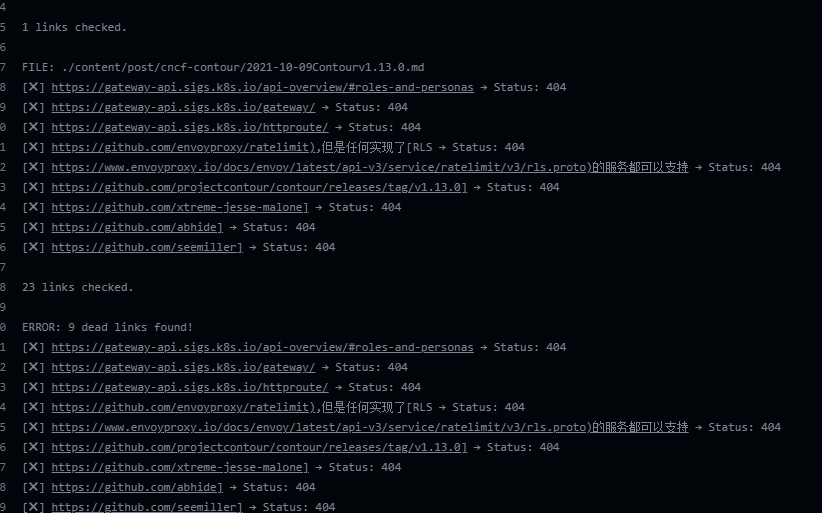 4
5 1 links checked.
6
7 FILE: ./content/post/cncf-contour/2021-10-09Contourv1.13.0.md
8 [✖] https://gateway-api.sigs.k8s.io/api-overview/#roles-and-personas → Status: 404
9 [✖] https://gateway-api.sigs.k8s.io/gateway/ → Status: 404
0 [✖] https://gateway-api.sigs.k8s.io/httproute/ → Status: 404
1 [✖] https://github.com/envoyproxy/ratelimit),但是任何实现了[RLS → Status: 404
2 [✖] https://www.envoyproxy.io/docs/envoy/latest/api-v3/service/ratelimit/v3/rls.proto)的服务都可以支持 → Status: 404
3 [✖] https://github.com/projectcontour/contour/releases/tag/v1.13.0] → Status: 404
4 [✖] https://github.com/xtreme-jesse-malone] → Status: 404
5 [✖] https://github.com/abhide] → Status: 404
6 [✖] https://github.com/seemiller] → Status: 404
7
8 23 links checked.
9
0 ERROR: 9 dead links found!
1 [✖] https://gateway-api.sigs.k8s.io/api-overview/#roles-and-personas → Status: 404
2 [✖] https://gateway-api.sigs.k8s.io/gateway/ → Status: 404
3 [✖] https://gateway-api.sigs.k8s.io/httproute/ → Status: 404
4 [✖] https://github.com/envoyproxy/ratelimit),但是任何实现了[RLS → Status: 404
5 [✖] https://www.envoyproxy.io/docs/envoy/latest/api-v3/service/ratelimit/v3/rls.proto)的服务都可以支持 → Status: 404
6 [✖] https://github.com/projectcontour/contour/releases/tag/v1.13.0] → Status: 404
7 [✖] https://github.com/xtreme-jesse-malone] → Status: 404
8 [✖] https://github.com/abhide] → Status: 404
9 [✖] https://github.com/seemiller] → Status: 404